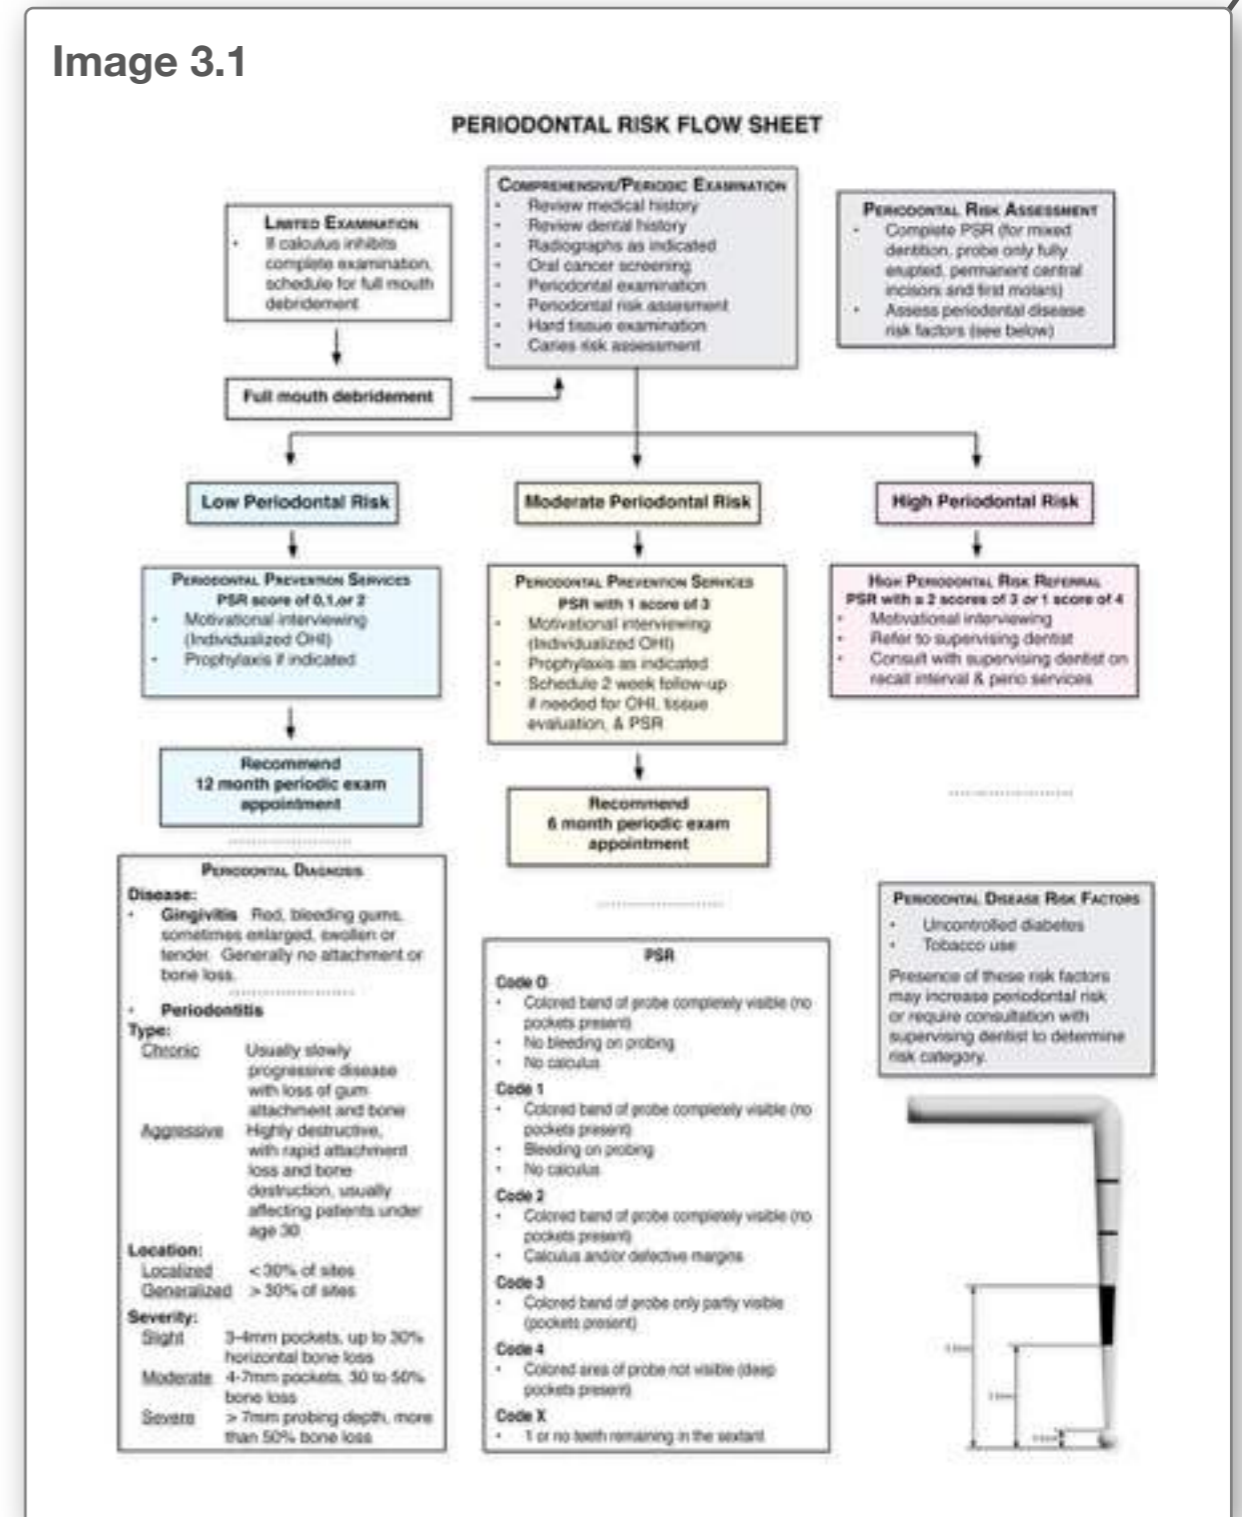 Image 3.1
PERIODONTAL RISK FLOW SHEET
LIMITED EXAMINATION
• If calculus inhibits
complete examination,
schedule for full mouth
debridement
Full mouth debridement
COMPREHENSIVE/PERIODIC EXAMINATION
• Review medical history
• Review dental history
• Radiographs as indicated
• Oral cancer screening
• Periodontal examination
• Periodontal risk assesment
• Hard tissue examination
• Caries risk assessment
PERIODONTAL RISK ASSESSMENT
• Complete PSR (for mixed
dentition, probe only fully
erupted, permanent central
incisors and first molars)
• Assess periodontal disease
risk factors (see below)
Low Periodontal Risk
PERIODONTAL PREVENTION SERVICES
PSR score of 0,1,or 2
• Motivational interviewing
(Individualized OHI)
• Prophylaxis if indicated
Recommend
12 month periodic exam
appointment
Moderate Periodontal Risk
PERIODONTAL PREVENTION SERVICES
PSR with 1 score of 3
• Motivational interviewing
(Individualized OHI)
• Prophylaxis as indicated
• Schedule 2 week follow-up
if needed for OHI, tissue
evaluation, & PSR
Recommend
6 month periodic exam
appointment
High Periodontal Risk
HIGH PERIODONTAL RISK REFERRAL
PSR with a 2 scores of 3 or 1 score of 4
• Motivational interviewing
• Refer to supervising dentist
• Consult with supervising dentist on
recall interval & perio services
PERIODONTAL DIAGNOSIS
Disease:
• Gingivitis Red, bleeding gums,
sometimes enlarged, swollen or
tender. Generally no attachment or
bone loss.
• Periodontitis
Type:
Chronic Usually slowly
progressive disease
with loss of gum
attachment and bone
Aggressive Highly destructive,
with rapid attachment
loss and bone
destruction, usually
affecting patients under
age 30
Location:
Localized < 30% of sites
Generalized > 30% of sites
Severity:
Slight 3-4mm pockets, up to 30%
horizontal bone loss
Moderate 4-7mm pockets, 30 to 50%
bone loss
Severe > 7mm probing depth, more
than 50% bone loss
PSR
Code 0
• Colored band of probe completely visible (no
pockets present)
• No bleeding on probing
• No calculus
Code 1
• Colored band of probe completely visible (no
pockets present)
• Bleeding on probing
• No calculus
Code 2
• Colored band of probe completely visible (no
pockets present)
• Calculus and/or defective margins
Code 3
• Colored band of probe only partly visible
(pockets present)
Code 4
• Colored area of probe not visible (deep
pockets present)
Code X
• 1 or no teeth remaining in the sextant
PERIODONTAL DISEASE RISK FACTORS
• Uncontrolled diabetes
• Tobacco use
Presence of these risk factors
may increase periodontal risk
or require consultation with
supervising dentist to determine
risk category.